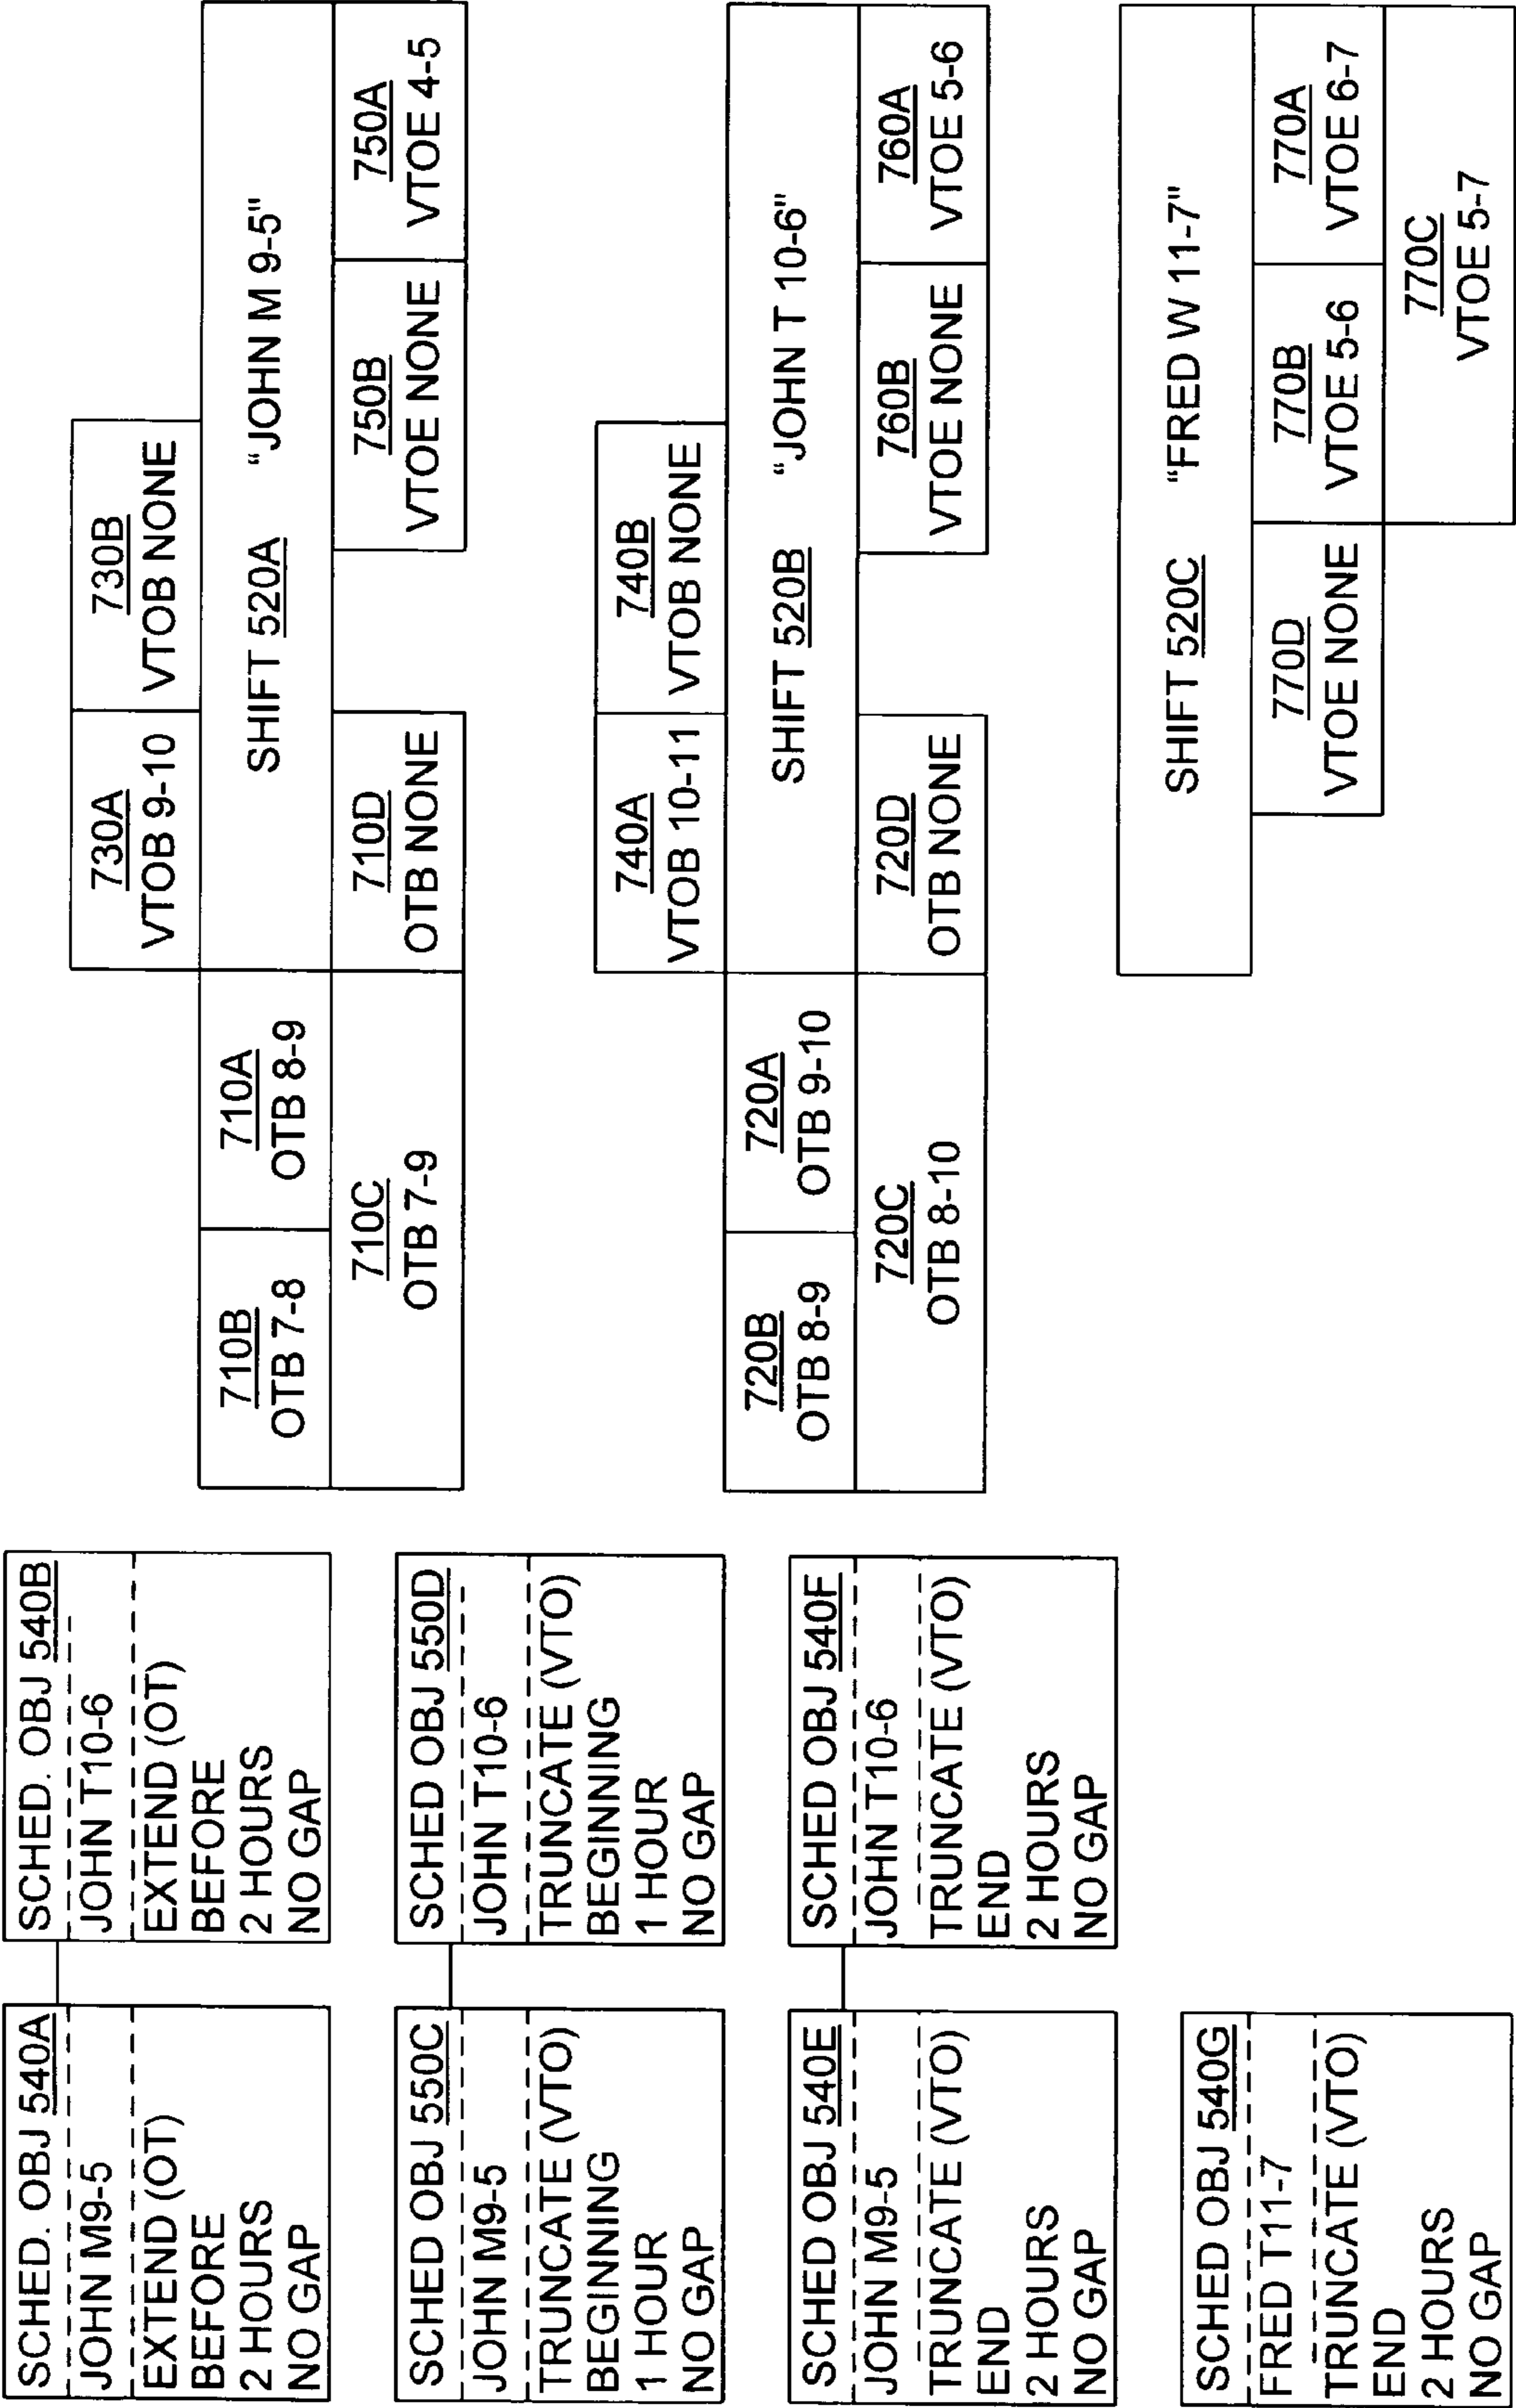 SCHED. OBJ 540A
JOHN M9-5
EXTEND (OT)
BEFORE
2 HOURS
NO GAP
SCHED. OBJ 540B
JOHN T10-6
EXTEND (OT)
BEFORE
2 HOURS
NO GAP
SCHED OBJ 550C
JOHN M9-5
TRUNCATE (VTO)
BEGINNING
1 HOUR
NO GAP
SCHED OBJ 550D
JOHN T10-6
TRUNCATE (VTO)
BEGINNING
1 HOUR
NO GAP
SCHED OBJ 540E
JOHN M9-5
TRUNCATE (VTO)
END
2 HOURS
NO GAP
SCHED OBJ 540F
JOHN T10-6
TRUNCATE (VTO)
END
2 HOURS
NO GAP
SCHED OBJ 540G
FRED T11-7
TRUNCATE (VTO)
END
2 HOURS
NO GAP
730A
VTOB 9-10
730B
VTOB NONE
710B
OTB 7-8
710A
OTB 8-9
SHIFT 520A "JOHN M 9-5"
710C
OTB 7-9
710D
OTB NONE
750B
VTOE NONE
750A
VTOE 4-5
740A
VTOB 10-11
740B
VTOB NONE
720B
OTB 8-9
720A
OTB 9-10
SHIFT 520B "JOHN T 10-6"
720C
OTB 8-10
720D
OTB NONE
760B
VTOE NONE
760A
VTOE 5-6
SHIFT 520C "FRED W 11-7"
770D
VTOE NONE
770B
VTOE 5-6
770A
VTOE 6-7
770C
VTOE 5-7